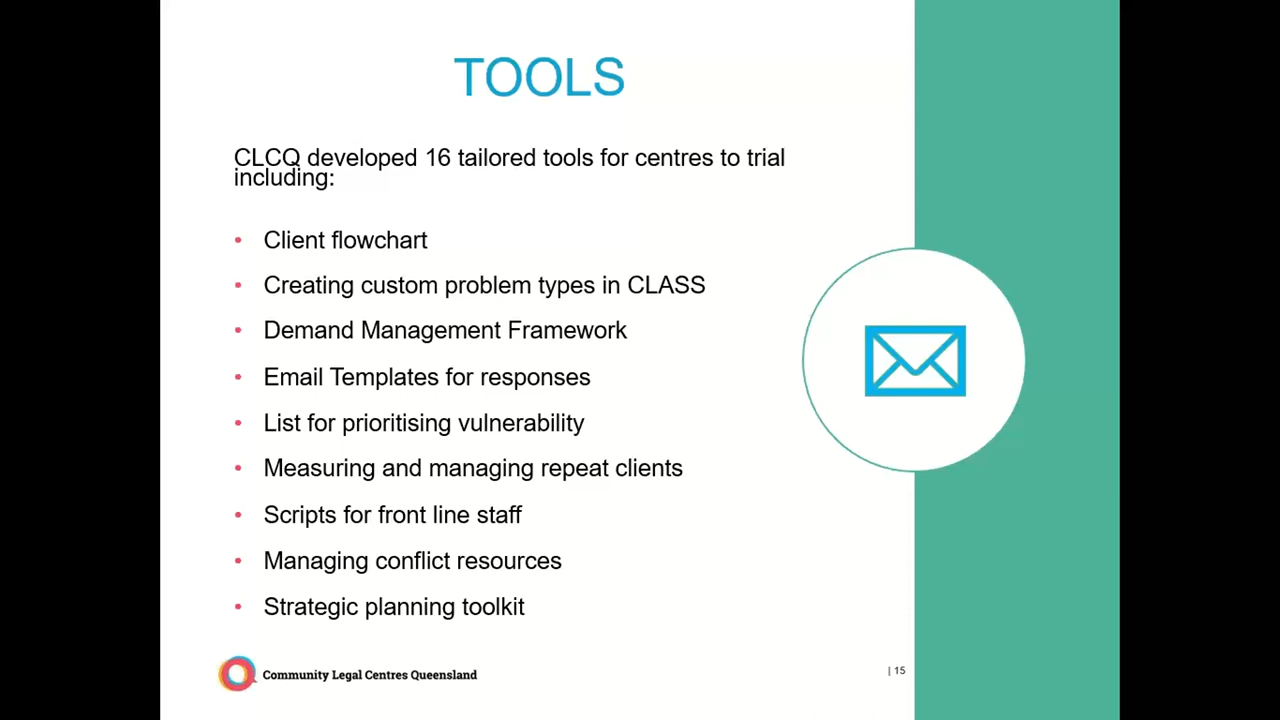 TOOLS
CLCQ developed 16 tailored tools for centres to trial
including:
• Client flowchart
• Creating custom problem types in CLASS
• Demand Management Framework
• Email Templates for responses
• List for prioritising vulnerability
• Measuring and managing repeat clients
• Scripts for front line staff
• Managing conflict resources
• Strategic planning toolkit
Community Legal Centres Queensland
| 15